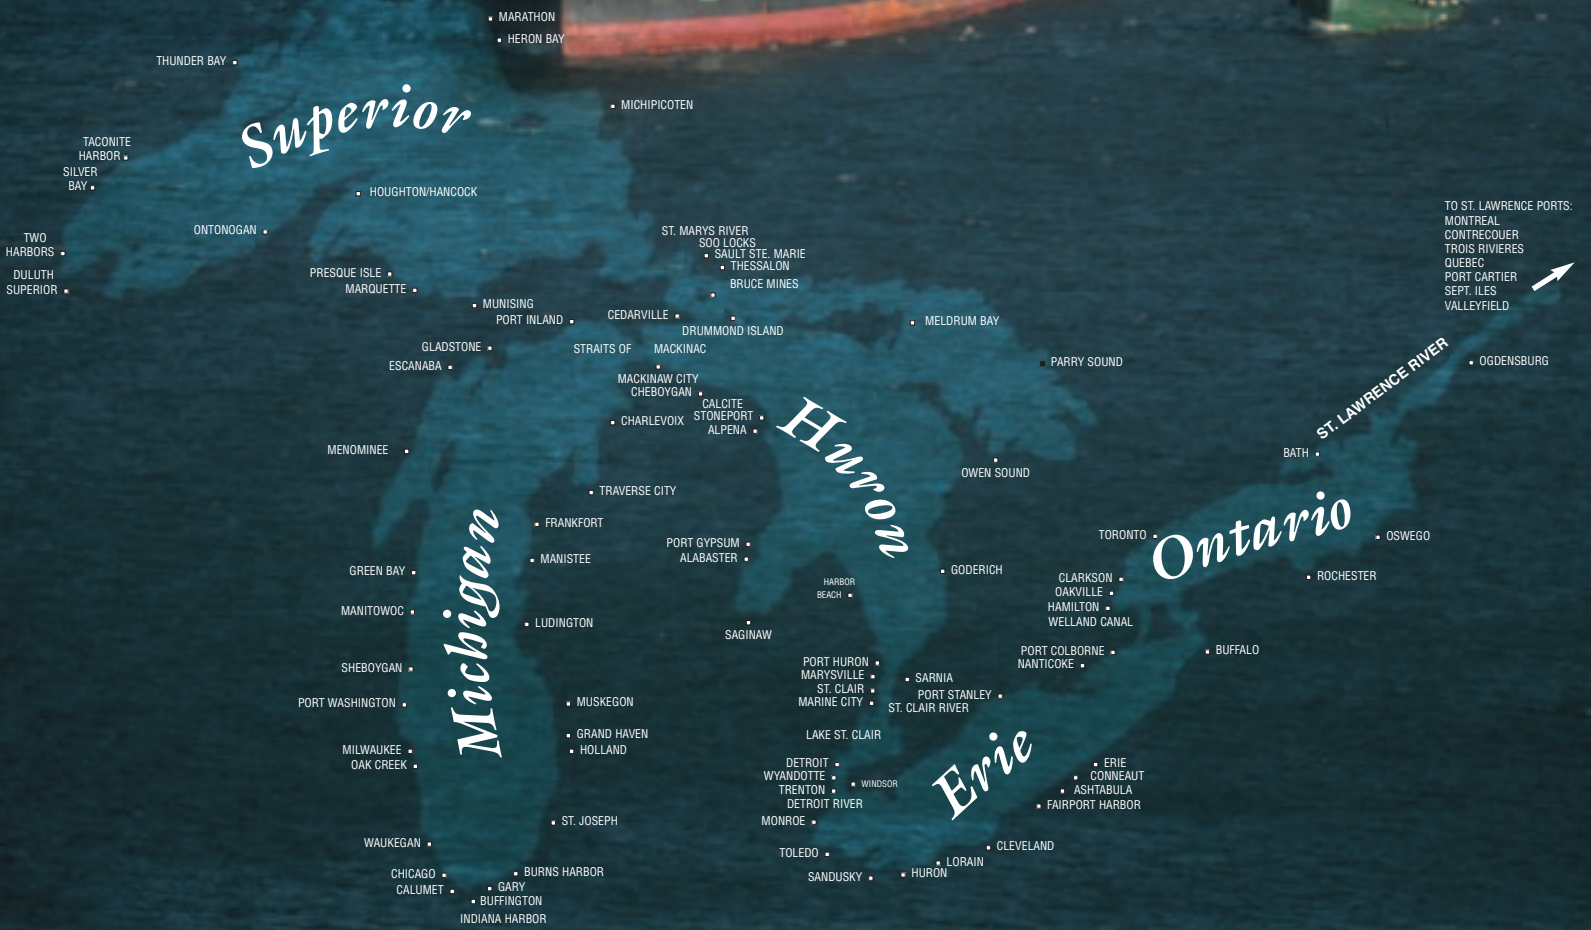 MARATHON
HERON BAY
THUNDER BAY
Superior
MICHIPICOTEN
TACONITE
HARBOR
SILVER
BAY
HOUGHTON/HANCOCK
ONTONOGAN
TWO
HARBORS
DULUTH
SUPERIOR
PRESQUE ISLE
MARQUETTE
MUNISING
PORT INLAND
ST. MARYS RIVER
SOO LOCKS
SAULT STE. MARIE
THESSALON
BRUCE MINES
CEDARVILLE
DRUMMOND ISLAND
MELDRUM BAY
GLADSTONE
ESCANABA
STRAITS OF MACKINAC
MACKINAW CITY
CHEBOYGAN
CALCITE
STONEPORT
ALPENA
CHARLEVOIX
PARRY SOUND
Huron
OWEN SOUND
MENOMINEE
TRAVERSE CITY
FRANKFORT
MANISTEE
Michigan
GREEN BAY
MANITOWOC
LUDINGTON
SHEBOYGAN
PORT WASHINGTON
MUSKEGON
GRAND HAVEN
HOLLAND
MILWAUKEE
OAK CREEK
ST. JOSEPH
WAUKEGAN
CHICAGO
CALUMET
BURNS HARBOR
GARY
BUFFINGTON
INDIANA HARBOR
PORT GYPSUM
ALABASTER
HARBOR
BEACH
SAGINAW
GODERICH
PORT HURON
MARYSVILLE
ST. CLAIR
MARINE CITY
SARNIA
PORT STANLEY
ST. CLAIR RIVER
LAKE ST. CLAIR
DETROIT
WYANDOTTE
TRENTON
DETROIT RIVER
WINDSOR
MONROE
TOLEDO
SANDUSKY
HURON
LORAIN
CLEVELAND
Erie
ERIE
CONNEAUT
ASHTABULA
FAIRPORT HARBOR
TORONTO
CLARKSON
OAKVILLE
HAMILTON
WELLAND CANAL
PORT COLBORNE
NANTICOKE
BUFFALO
Ontario
ROCHESTER
OSWEGO
BATH
ST. LAWRENCE RIVER
OGDENSBURG
TO ST. LAWRENCE PORTS:
MONTREAL
CONTRECOUER
TROIS RIVIERES
QUEBEC
PORT CARTIER
SEPT. ILES
VALLEYFIELD